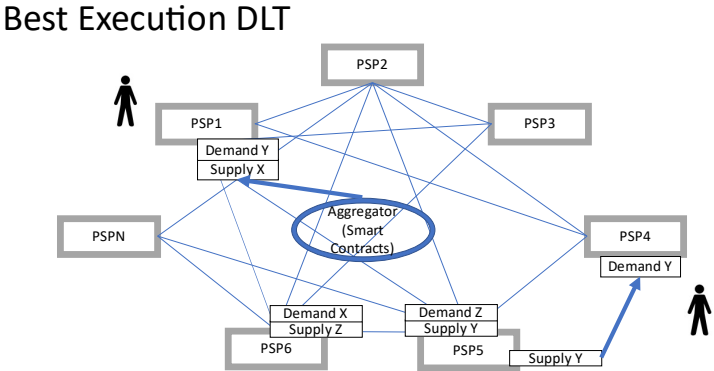 Best Execution DLT
PSP2
PSP1
PSP3
Demand Y
Supply X
Aggregator
(Smart
Contracts)
PSPN
PSP4
Demand Y
Demand X
Supply Z
PSP6
Demand Z
Supply Y
PSP5
Supply Y